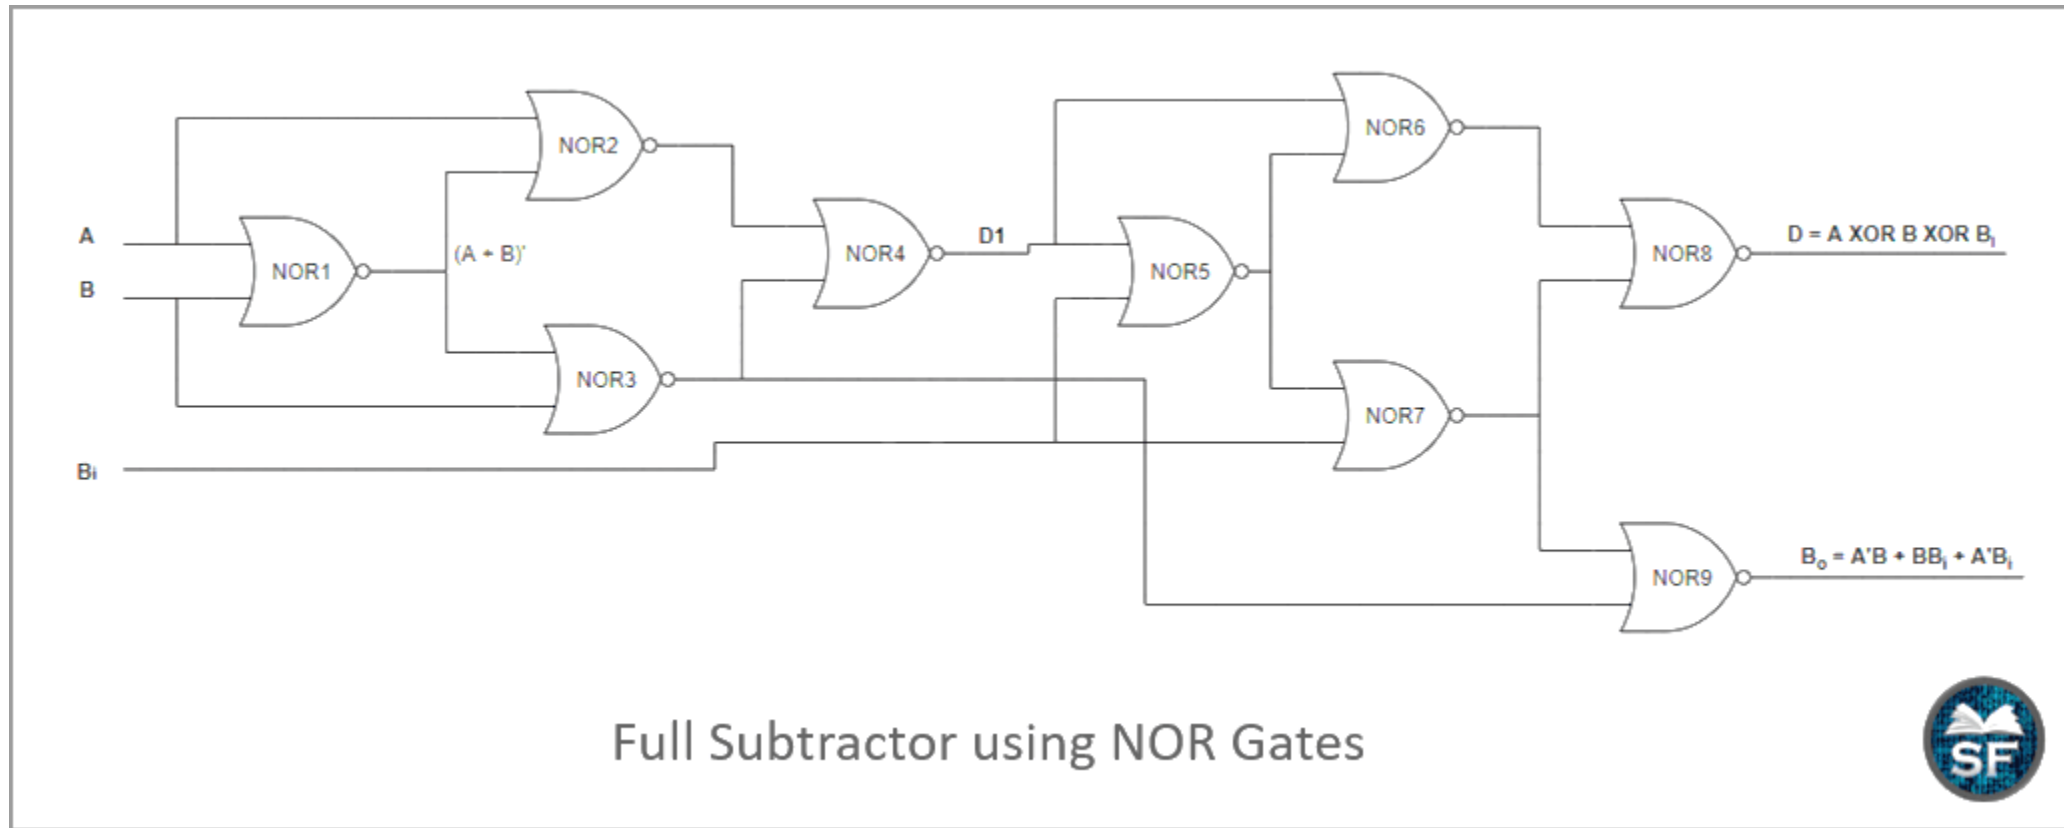 NOR6
NOR2
A
NOR1
(A + B)'
NOR4
D1
NOR5
NOR8
D = A XOR B XOR Bᵢ
B
NOR3
NOR7
Bᵢ
NOR9
Bₒ = A'B + BBᵢ + A'Bᵢ
Full Subtractor using NOR Gates
SF